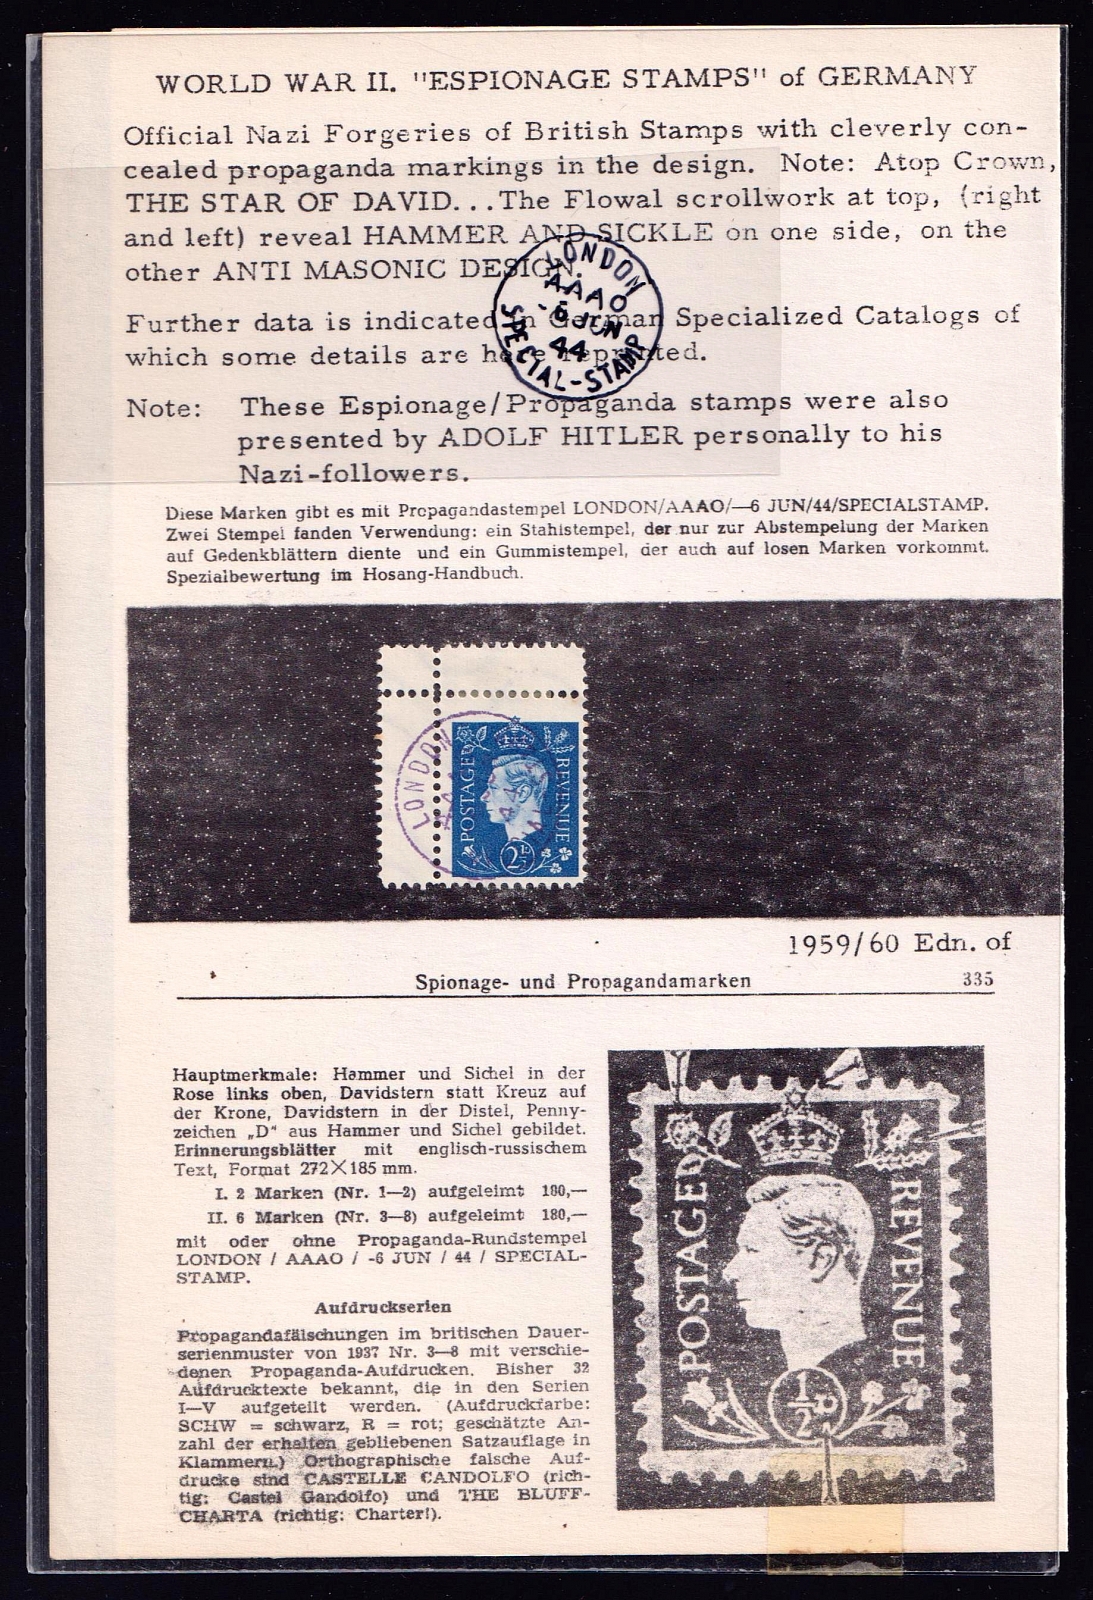 WORLD WAR II. "ESPIONAGE STAMPS" of GERMANY
Official Nazi Forgeries of British Stamps with cleverly con-
cealed propaganda markings in the design. Note: Atop Crown,
THE STAR OF DAVID...The Flowal scrollwork at top, (right
and left) reveal HAMMER AND SICKLE on one side, on the
other ANTI MASONIC DESIGN.
LONDON
AAAO
-6 JUN
44
SPECIAL-STAMP
Further data is indicated in German Specialized Catalogs of
which some details are here reprinted.
Note: These Espionage/Propaganda stamps were also
presented by ADOLF HITLER personally to his
Nazi-followers.
Diese Marken gibt es mit Propagandastempel LONDON/AAAO/—6 JUN/44/SPECIALSTAMP.
Zwei Stempel fanden Verwendung: ein Stahlstempel, der nur zur Abstempelung der Marken
auf Gedenkblättern diente und ein Gummistempel, der auch auf losen Marken vorkommt.
Spezialbewertung im Hosang-Handbuch.
LONDON
POSTAGE
REVENUE
2½
1959/60 Edn. of
Spionage- und Propagandamarken 335
Hauptmerkmale: Hammer und Sichel in der
Rose links oben, Davidstern statt Kreuz auf
der Krone, Davidstern in der Distel, Penny-
zeichen „D" aus Hammer und Sichel gebildet.
Erinnerungsblätter mit englisch-russischem
Text, Format 272×185 mm.
I. 2 Marken (Nr. 1—2) aufgeleimt 180,—
II. 6 Marken (Nr. 3—8) aufgeleimt 180,—
mit oder ohne Propaganda-Rundstempel
LONDON / AAAO / -6 JUN / 44 / SPECIAL-
STAMP.
Aufdruckserien
Propagandafälschungen im britischen Dauer-
serienmuster von 1937 Nr. 3—8 mit verschie-
denen Propaganda-Aufdrucken. Bisher 32
Aufdrucktexte bekannt, die in den Serien
I—V aufgeteilt werden. (Aufdruckfarbe:
SCHW = schwarz, R = rot; geschätzte An-
zahl der erhalten gebliebenen Satzauflage in
Klammern.) Orthographische falsche Auf-
drucke sind CASTELLE CANDOLFO (rich-
tig: Castel Gandolfo) und THE BLUFF-
CHARTA (richtig: Charter!).
POSTAGE
REVENUE
½